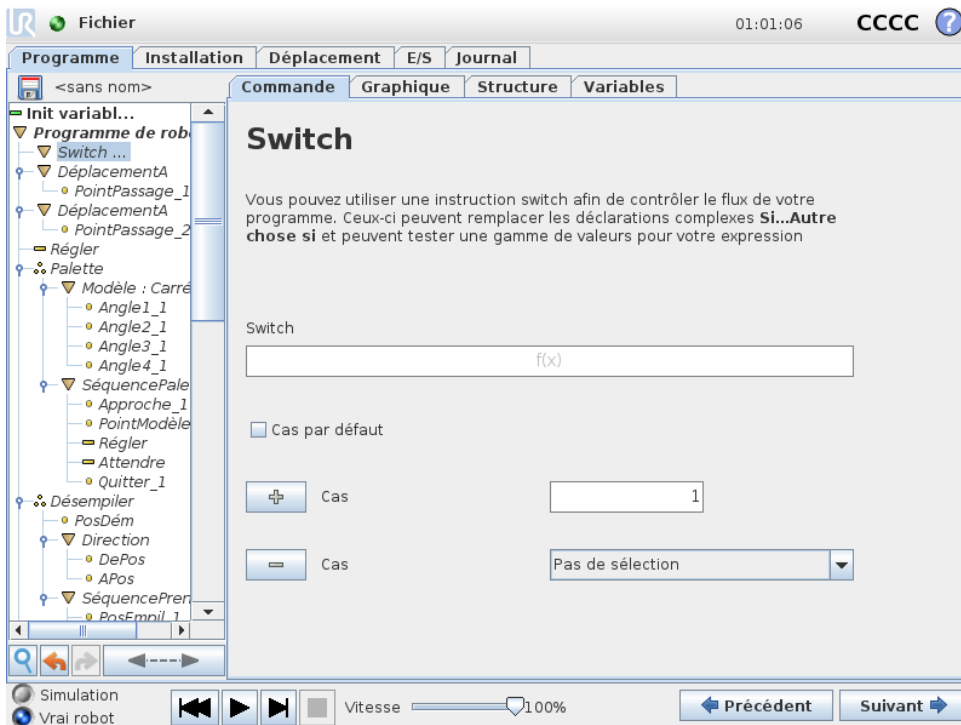 UR Fichier 01:01:06 CCCC ?
Programme Installation Déplacement E/S Journal
<sans nom> Commande Graphique Structure Variables
Init variabl...
Programme de rob
Switch ...
DéplacementA
PointPassage_1
DéplacementA
PointPassage_2
Régler
Palette
Modèle : Carré
Angle1_1
Angle2_1
Angle3_1
Angle4_1
SéquencePale
Approche_1
PointModèle
Régler
Attendre
Quitter_1
Désempiler
PosDém
Direction
DePos
APos
SéquencePren
PosEmpil_1
Switch
Vous pouvez utiliser une instruction switch afin de contrôler le flux de votre
programme. Ceux-ci peuvent remplacer les déclarations complexes Si...Autre
chose si et peuvent tester une gamme de valeurs pour votre expression
Switch
f(x)
Cas par défaut
Cas 1
Cas Pas de sélection
Simulation
Vrai robot
Vitesse 100%
Précédent Suivant